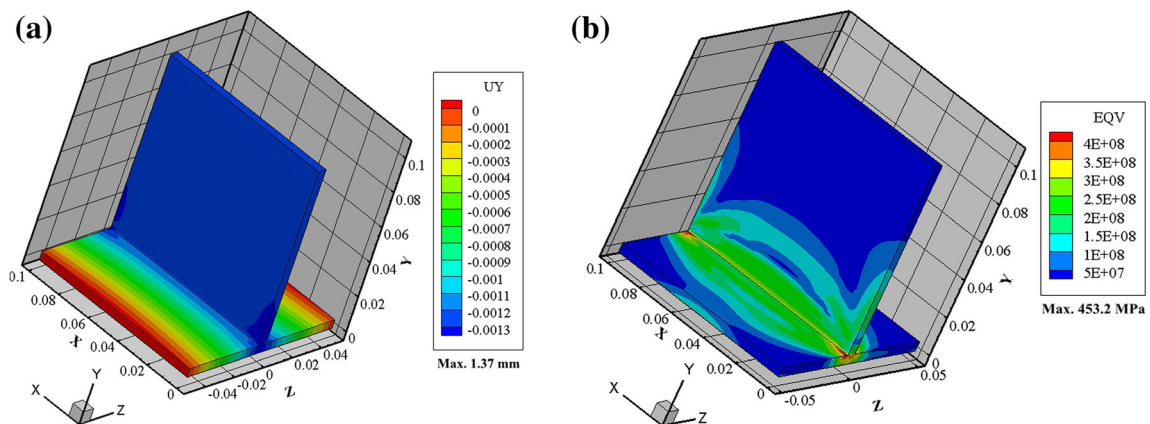 (a)
UY
0
-0.0001
-0.0002
-0.0003
-0.0004
-0.0005
-0.0006
-0.0007
-0.0008
-0.0009
-0.001
-0.0011
-0.0012
-0.0013
Max. 1.37 mm
0.1
0.08
0.06
0.04
0.02
0
X
-0.04
-0.02
0
0.02
0.04
Z
0.1
0.08
0.06
0.04
0.02
0
Y
X
Y
Z
(b)
EQV
4E+08
3.5E+08
3E+08
2.5E+08
2E+08
1.5E+08
1E+08
5E+07
Max. 453.2 MPa
0.1
0.08
0.06
0.04
0.02
0
X
-0.05
0
0.05
Z
0.1
0.08
0.06
0.04
0.02
0
Y
X
Y
Z